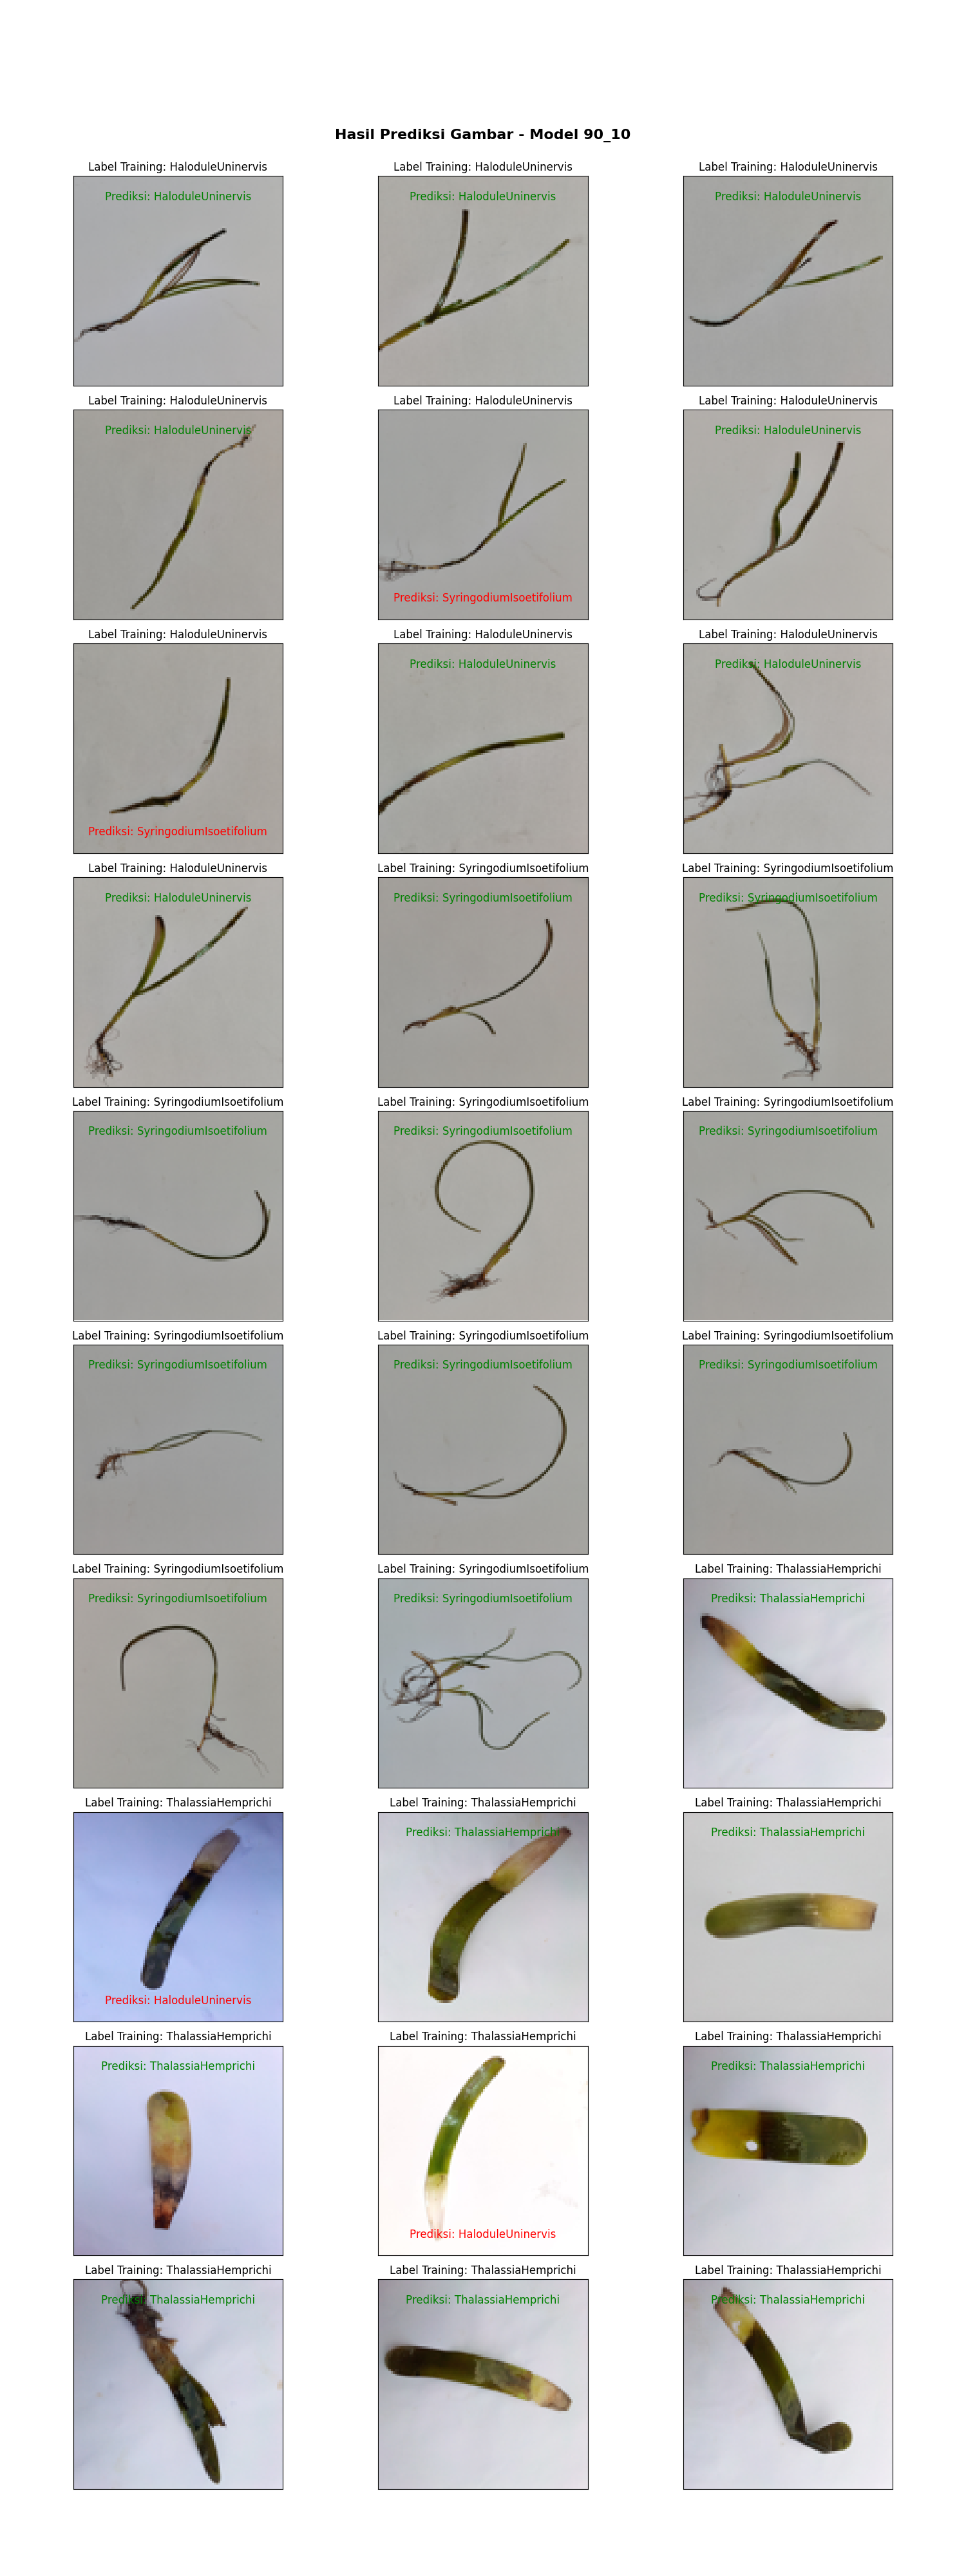 Hasil Prediksi Gambar - Model 90_10
Label Training: HaloduleUninervis
Label Training: HaloduleUninervis
Label Training: HaloduleUninervis
Prediksi: HaloduleUninervis
Prediksi: HaloduleUninervis
Prediksi: HaloduleUninervis
Label Training: HaloduleUninervis
Label Training: HaloduleUninervis
Label Training: HaloduleUninervis
Prediksi: HaloduleUninervis
Prediksi: SyringodiumIsoetifolium
Prediksi: HaloduleUninervis
Label Training: HaloduleUninervis
Label Training: HaloduleUninervis
Label Training: HaloduleUninervis
Prediksi: SyringodiumIsoetifolium
Prediksi: HaloduleUninervis
Prediksi: HaloduleUninervis
Label Training: HaloduleUninervis
Label Training: SyringodiumIsoetifolium
Label Training: SyringodiumIsoetifolium
Prediksi: HaloduleUninervis
Prediksi: SyringodiumIsoetifolium
Prediksi: SyringodiumIsoetifolium
Label Training: SyringodiumIsoetifolium
Label Training: SyringodiumIsoetifolium
Label Training: SyringodiumIsoetifolium
Prediksi: SyringodiumIsoetifolium
Prediksi: SyringodiumIsoetifolium
Prediksi: SyringodiumIsoetifolium
Label Training: SyringodiumIsoetifolium
Label Training: SyringodiumIsoetifolium
Label Training: SyringodiumIsoetifolium
Prediksi: SyringodiumIsoetifolium
Prediksi: SyringodiumIsoetifolium
Prediksi: SyringodiumIsoetifolium
Label Training: SyringodiumIsoetifolium
Label Training: SyringodiumIsoetifolium
Label Training: ThalassiaHemprichi
Prediksi: SyringodiumIsoetifolium
Prediksi: SyringodiumIsoetifolium
Prediksi: ThalassiaHemprichi
Label Training: ThalassiaHemprichi
Label Training: ThalassiaHemprichi
Label Training: ThalassiaHemprichi
Prediksi: HaloduleUninervis
Prediksi: ThalassiaHemprichi
Prediksi: ThalassiaHemprichi
Label Training: ThalassiaHemprichi
Label Training: ThalassiaHemprichi
Label Training: ThalassiaHemprichi
Prediksi: ThalassiaHemprichi
Prediksi: HaloduleUninervis
Prediksi: ThalassiaHemprichi
Label Training: ThalassiaHemprichi
Label Training: ThalassiaHemprichi
Label Training: ThalassiaHemprichi
Prediksi: ThalassiaHemprichi
Prediksi: ThalassiaHemprichi
Prediksi: ThalassiaHemprichi